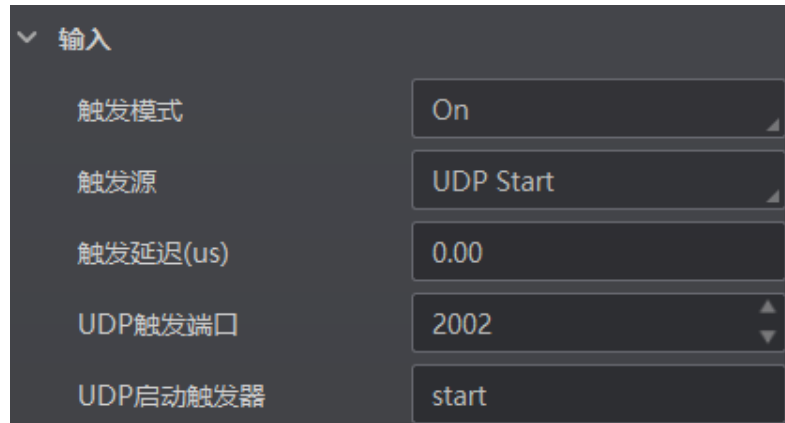 输入
触发模式 On
触发源 UDP Start
触发延迟(us) 0.00
UDP触发端口 2002
UDP启动触发器 start